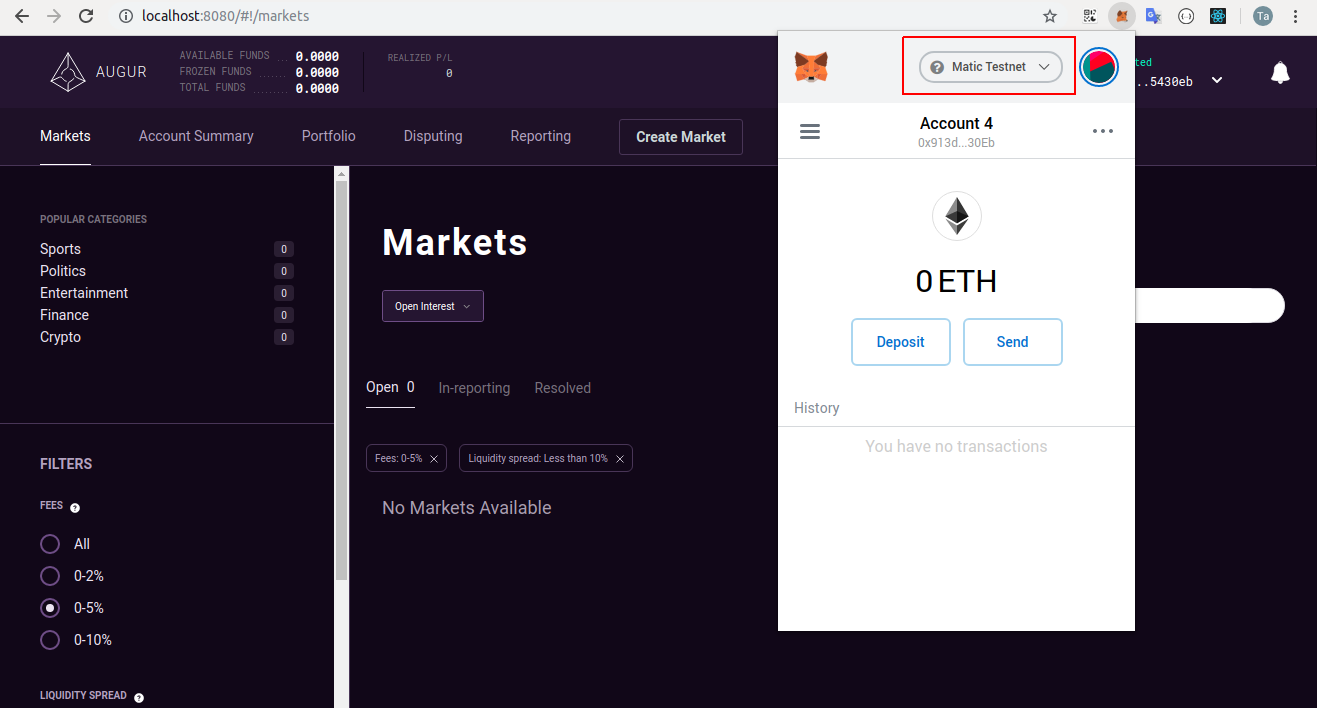 localhost:8080/#!/markets
Ta
AUGUR
AVAILABLE FUNDS 0.0000
FROZEN FUNDS 0.0000
TOTAL FUNDS 0.0000
REALIZED P/L
0
Matic Testnet
ted
..5430eb
Markets
Account Summary
Portfolio
Disputing
Reporting
Create Market
Account 4
0x913d...30Eb
POPULAR CATEGORIES
Sports 0
Politics 0
Entertainment 0
Finance 0
Crypto 0
Markets
Open Interest
0 ETH
Deposit
Send
Open 0
In-reporting
Resolved
History
You have no transactions
Fees: 0-5%
Liquidity spread: Less than 10%
No Markets Available
FILTERS
FEES ?
All
0-2%
0-5%
0-10%
LIQUIDITY SPREAD ?